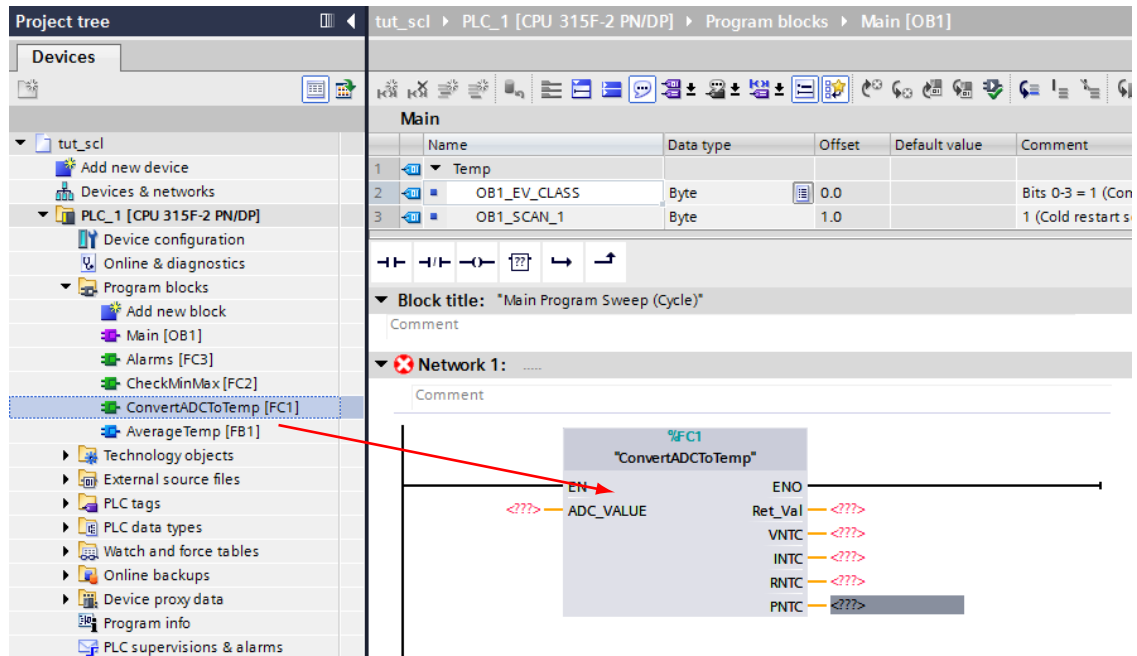 Project tree
Devices
tut_scl
Add new device
Devices & networks
PLC_1 [CPU 315F-2 PN/DP]
Device configuration
Online & diagnostics
Program blocks
Add new block
Main [OB1]
Alarms [FC3]
CheckMinMax [FC2]
ConvertADCToTemp [FC1]
AverageTemp [FB1]
Technology objects
External source files
PLC tags
PLC data types
Watch and force tables
Online backups
Device proxy data
Program info
PLC supervisions & alarms
tut_scl PLC_1 [CPU 315F-2 PN/DP] Program blocks Main [OB1]
Main
Name Data type Offset Default value Comment
1 Temp
2 OB1_EV_CLASS Byte 0.0 Bits 0-3 = 1 (Con
3 OB1_SCAN_1 Byte 1.0 1 (Cold restart s
??
Block title: "Main Program Sweep (Cycle)"
Comment
Network 1: .....
Comment
%FC1
"ConvertADCToTemp"
EN ENO
<???> ADC_VALUE Ret_Val <???>
VNTC <???>
INTC <???>
RNTC <???>
PNTC <???>